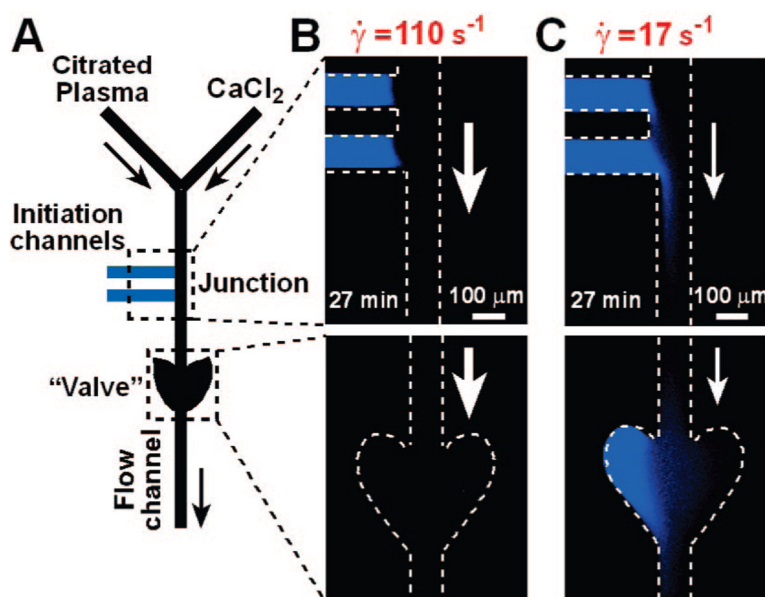 A
Citrated
Plasma
CaCl₂
Initiation
channels
Junction
"Valve"
Flow
channel
B
γ̇ =110 s⁻¹
27 min
100 μm
C
γ̇ =17 s⁻¹
27 min
100 μm